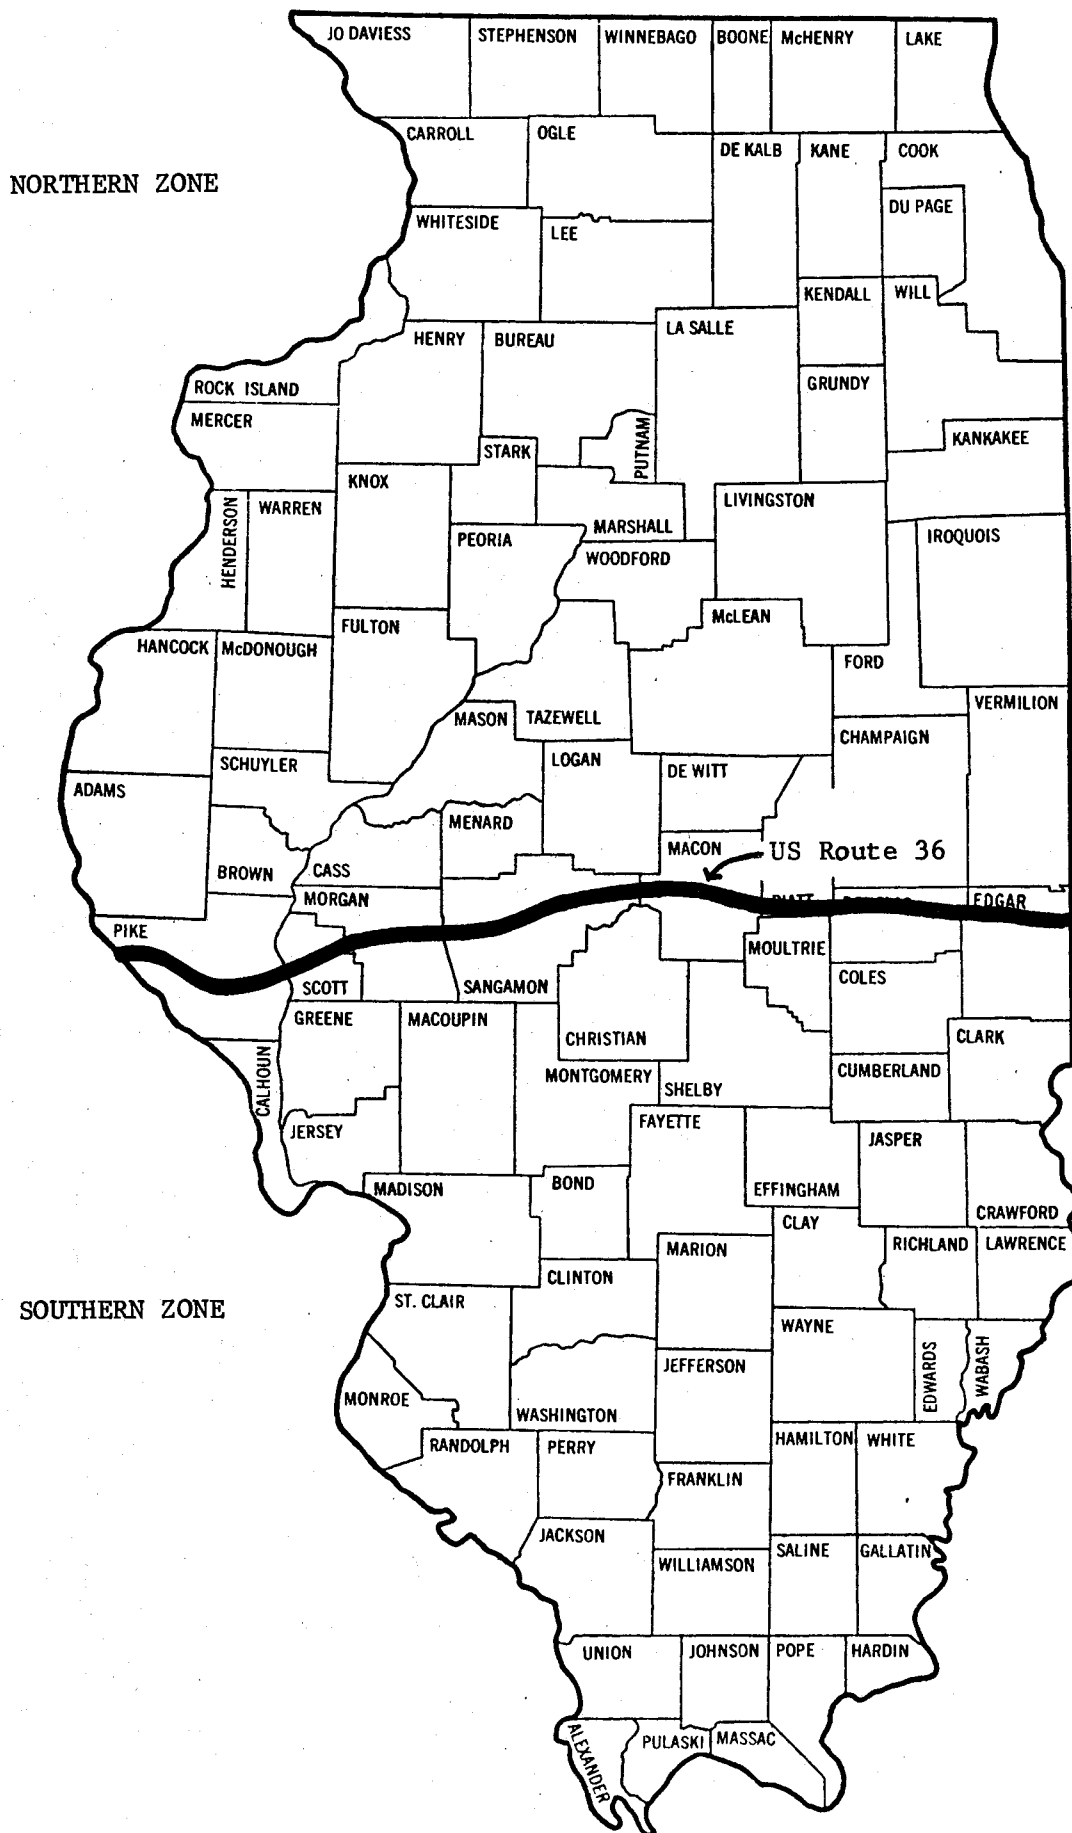 JO DAVIESS
STEPHENSON
WINNEBAGO
BOONE
McHENRY
LAKE
CARROLL
OGLE
DE KALB
KANE
COOK
NORTHERN ZONE
DU PAGE
WHITESIDE
LEE
KENDALL
WILL
HENRY
BUREAU
LA SALLE
ROCK ISLAND
GRUNDY
MERCER
PUTNAM
KANKAKEE
STARK
KNOX
HENDERSON
WARREN
LIVINGSTON
MARSHALL
PEORIA
IROQUOIS
WOODFORD
McLEAN
FULTON
HANCOCK
McDONOUGH
FORD
VERMILION
MASON
TAZEWELL
CHAMPAIGN
LOGAN
SCHUYLER
DE WITT
ADAMS
MENARD
MACON
US Route 36
BROWN
CASS
MORGAN
PIATT
EDGAR
PIKE
MOULTRIE
COLES
SCOTT
SANGAMON
GREENE
MACOUPIN
CHRISTIAN
CLARK
CALHOUN
MONTGOMERY
CUMBERLAND
SHELBY
FAYETTE
JERSEY
JASPER
MADISON
BOND
EFFINGHAM
CRAWFORD
CLAY
MARION
RICHLAND
LAWRENCE
CLINTON
SOUTHERN ZONE
ST. CLAIR
WAYNE
JEFFERSON
EDWARDS
WABASH
MONROE
WASHINGTON
RANDOLPH
PERRY
HAMILTON
WHITE
FRANKLIN
JACKSON
WILLIAMSON
SALINE
GALLATIN
UNION
JOHNSON
POPE
HARDIN
ALEXANDER
PULASKI
MASSAC